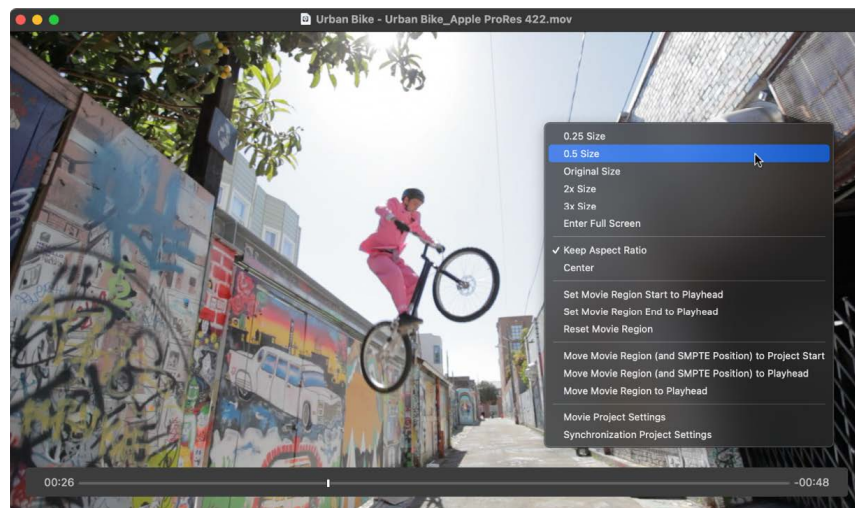 Urban Bike - Urban Bike_Apple ProRes 422.mov
0.25 Size
0.5 Size
Original Size
2x Size
3x Size
Enter Full Screen
✓ Keep Aspect Ratio
Center
Set Movie Region Start to Playhead
Set Movie Region End to Playhead
Reset Movie Region
Move Movie Region (and SMPTE Position) to Project Start
Move Movie Region (and SMPTE Position) to Playhead
Move Movie Region to Playhead
Movie Project Settings
Synchronization Project Settings
00:26
-00:48